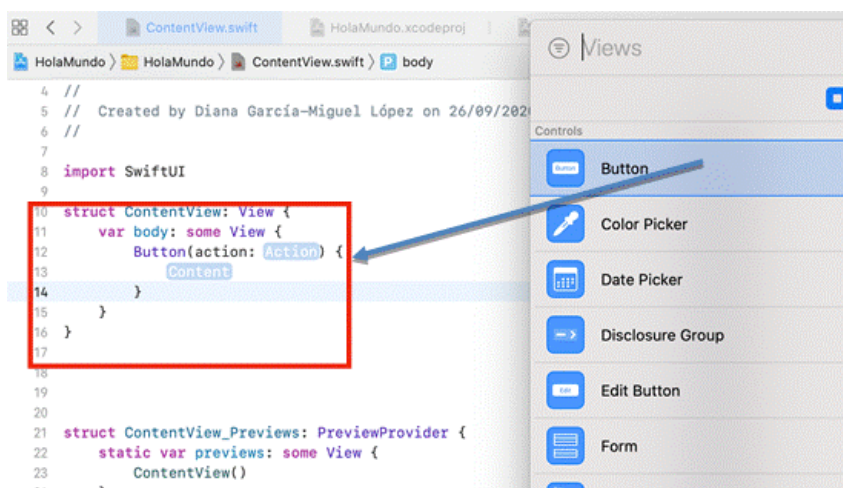 ContentView.swift
HolaMundo.xcodeproj
HolaMundo
HolaMundo
ContentView.swift
P
body
4 //
5 // Created by Diana García-Miguel López on 26/09/202
6 //
7
8 import SwiftUI
9
10 struct ContentView: View {
11 var body: some View {
12 Button(action: Action) {
13 Content
14 }
15 }
16 }
17
18
19
20
21 struct ContentView_Previews: PreviewProvider {
22 static var previews: some View {
23 ContentView()
Views
Controls
Button
Button
Color Picker
Date Picker
Disclosure Group
Edit
Edit Button
Form